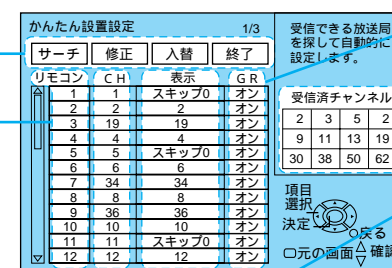 かんたん設置設定 1/3
サーチ 修正 入替 終了
リモコン CH 表示 GR
1 1 スキップ0 オン
2 2 2 オン
3 19 19 オン
4 4 4 オン
5 5 スキップ0 オン
6 6 6 オン
7 34 34 オン
8 8 8 オン
9 36 36 オン
10 10 10 オン
11 11 スキップ0 オン
12 12 12 オン
受信できる放送局
を探して自動的に
設定します。
受信済チャンネル
2 3 5 2
9 11 13 19
30 38 50 62
項目
選択
決定 戻る
元の画面 確認